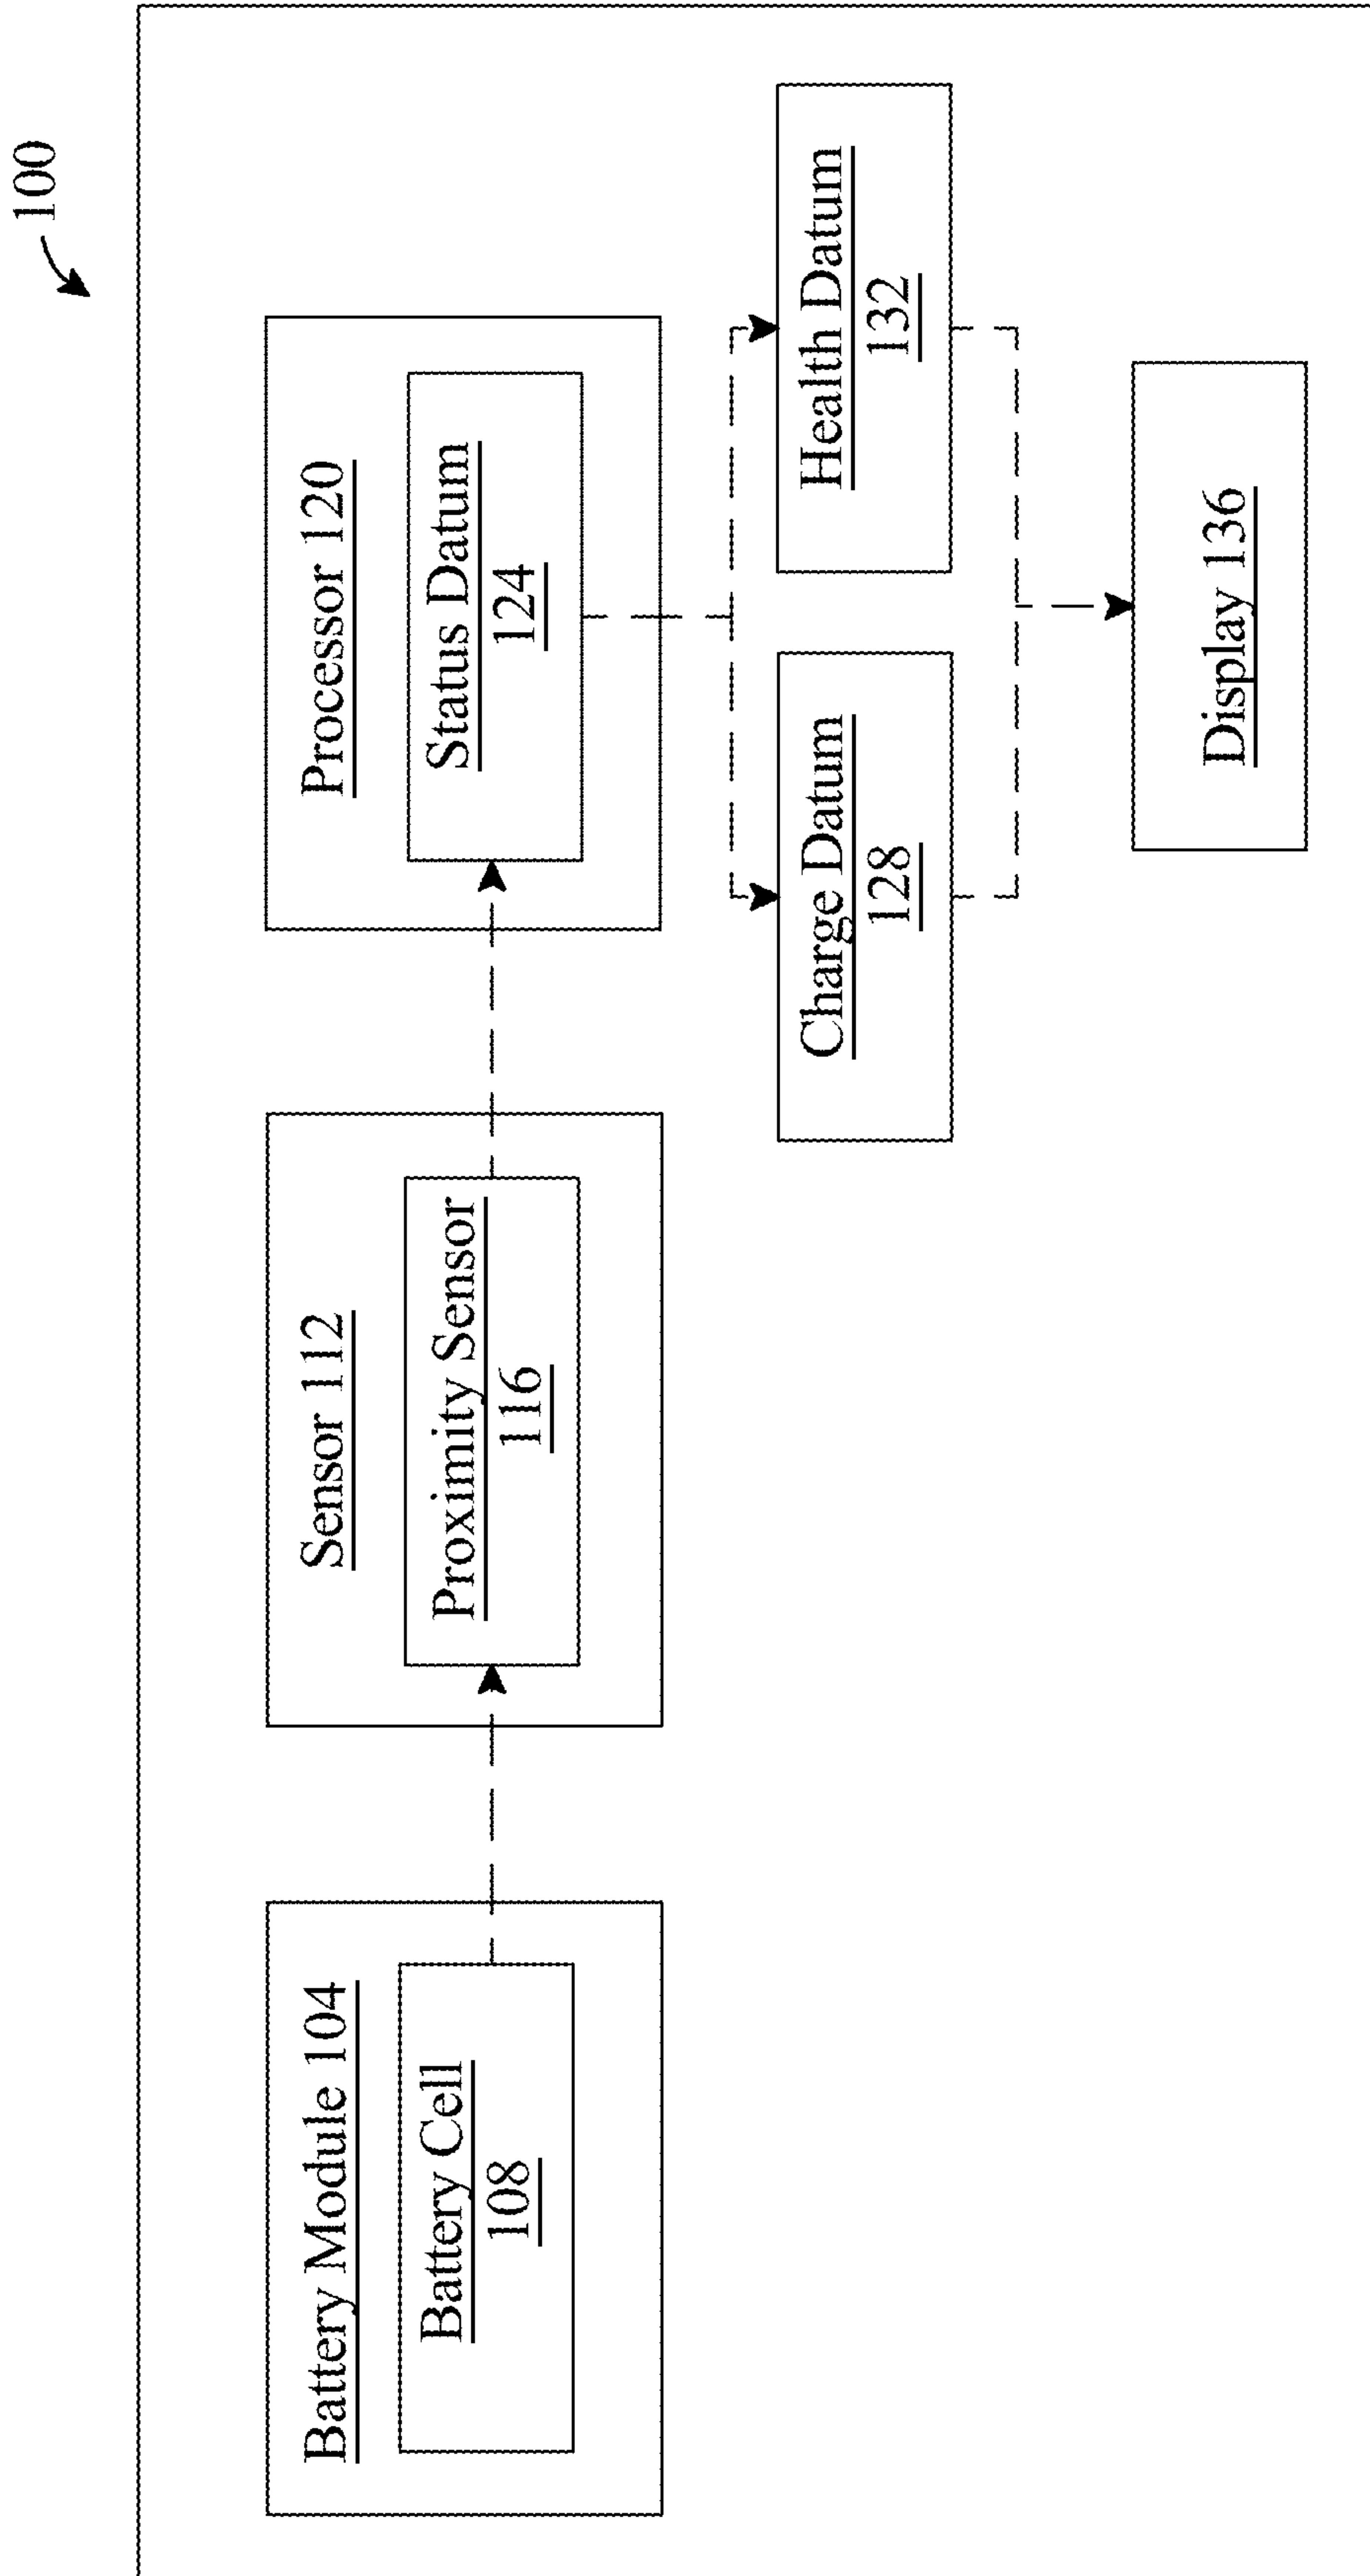 100
Battery Module 104
Battery Cell
108
Sensor 112
Proximity Sensor
116
Processor 120
Status Datum
124
Charge Datum
128
Health Datum
132
Display 136